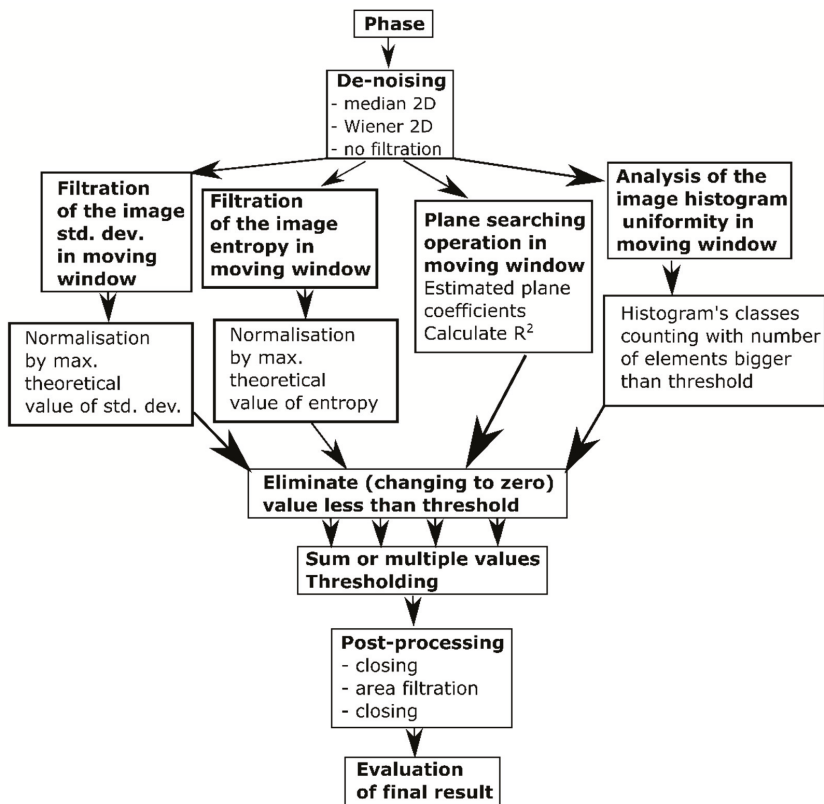 Phase
De-noising
- median 2D
- Wiener 2D
- no filtration
Filtration
of the image
std. dev.
in moving
window
Filtration
of the image
entropy in
moving window
Plane searching
operation in
moving window
Estimated plane
coefficients
Calculate R²
Analysis of the
image histogram
uniformity in
moving window
Normalisation
by max.
theoretical
value of std. dev.
Normalisation
by max.
theoretical
value of entropy
Histogram's classes
counting with number
of elements bigger
than threshold
Eliminate (changing to zero)
value less than threshold
Sum or multiple values
Thresholding
Post-processing
- closing
- area filtration
- closing
Evaluation
of final result